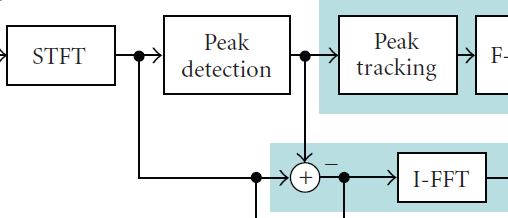 STFT
Peak
detection
Peak
tracking
F-
+
−
I-FFT